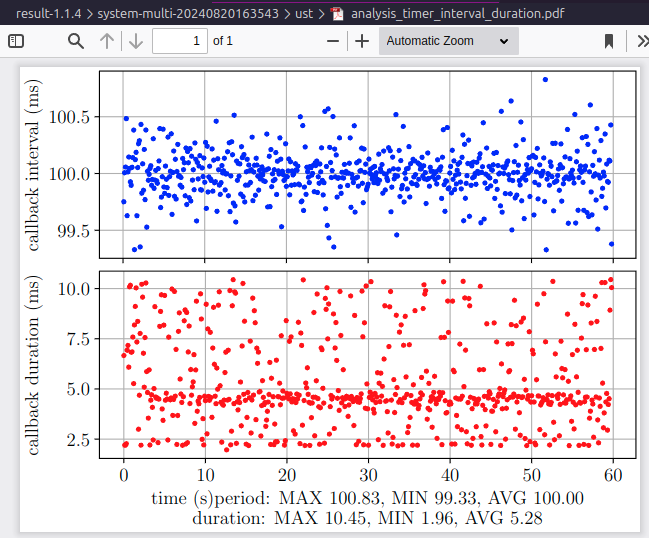 result-1.1.4 > system-multi-20240820163543 > ust > analysis_timer_interval_duration.pdf
1 of 1 Automatic Zoom
callback interval (ms)
100.5
100.0
99.5
callback duration (ms)
10.0
7.5
5.0
2.5
0 10 20 30 40 50 60
time (s)period: MAX 100.83, MIN 99.33, AVG 100.00
duration: MAX 10.45, MIN 1.96, AVG 5.28